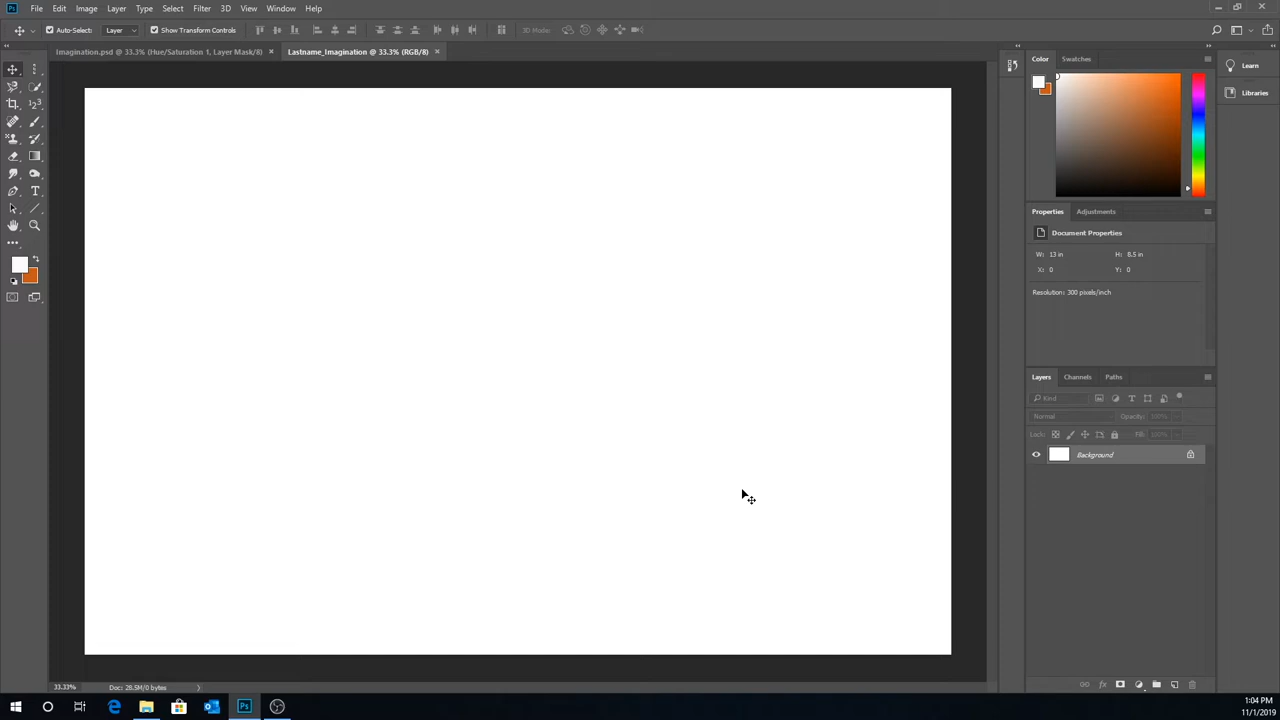 File Edit Image Layer Type Select Filter 3D View Window Help
Auto-Select: Layer Show Transform Controls 3D Mode:
Imagination.psd @ 33.3% (Hue/Saturation 1, Layer Mask/8) × Lastname_Imagination @ 33.3% (RGB/8) ×
Color Swatches
Learn
Libraries
Properties Adjustments
Document Properties
W: 13 in H: 8.5 in
X: 0 Y: 0
Resolution: 300 pixels/inch
Layers Channels Paths
Kind
Normal Opacity: 100%
Lock: Fill: 100%
Background
33.33% Doc: 28.5M/0 bytes
Ps
1:04 PM
11/1/2019